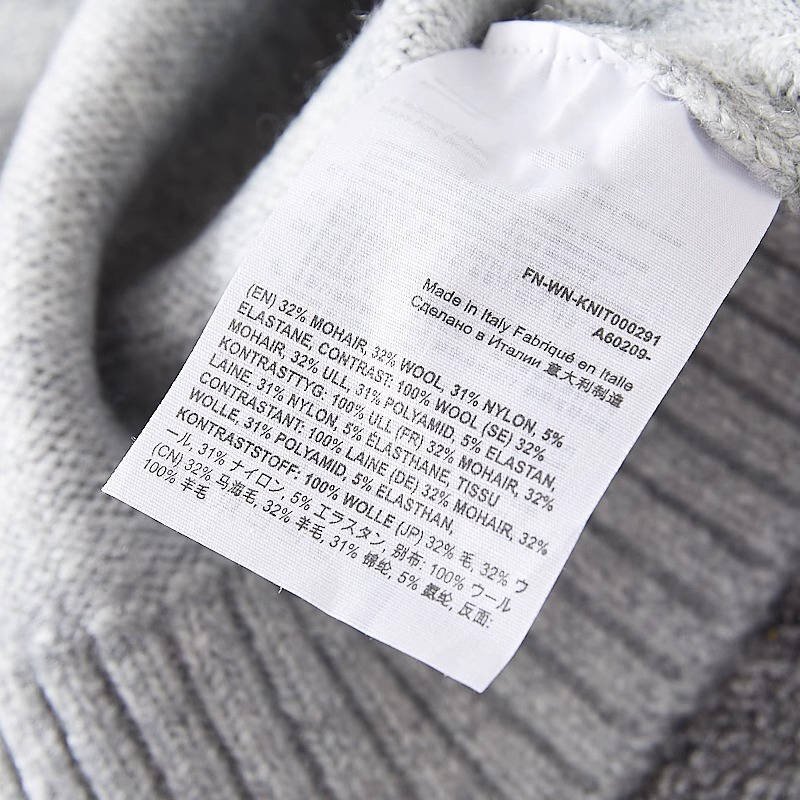 FN-WN-KNIT000291
A60209-
Made in Italy Fabriqué en Italie
Сделано в Италии 意大利制造
(EN) 32% MOHAIR, 32% WOOL, 31% NYLON, 5%
ELASTANE, CONTRAST: 100% WOOL (SE) 32%
MOHAIR, 32% ULL, 31% POLYAMID, 5% ELASTAN,
KONTRASTTYG: 100% ULL (FR) 32% MOHAIR, 32%
LAINE, 31% NYLON, 5% ÉLASTHANE, TISSU
CONTRASTANT: 100% LAINE (DE) 32% MOHAIR, 32%
WOLLE, 31% POLYAMID, 5% ELASTHAN,
KONTRASTSTOFF: 100% WOLLE (JP) 32% 毛, 32% ウ
ール, 31% ナイロン, 5% エラスタン, 別布: 100% ウール
(CN) 32% 马海毛, 32% 羊毛, 31% 锦纶, 5% 氨纶, 反面:
100% 羊毛